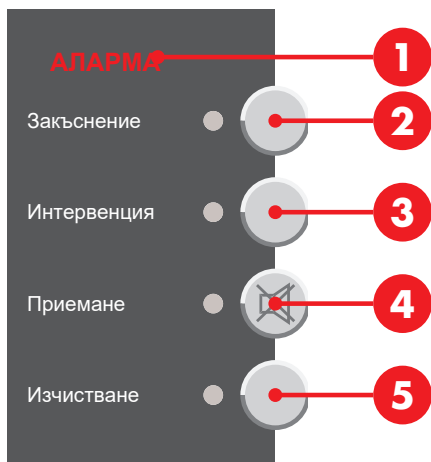 АЛАРМА 1
Закъснение 2
Интервенция 3
Приемане 4
Изчистване 5